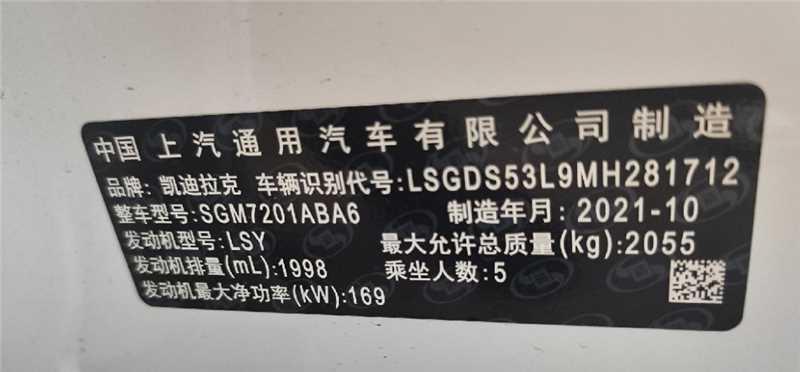 中国 上汽通用汽车有限公司制造
品牌: 凯迪拉克 车辆识别代号:LSGDS53L9MH281712
整车型号:SGM7201ABA6 制造年月: 2021-10
发动机型号:LSY 最大允许总质量(kg):2055
发动机排量(mL):1998 乘坐人数:5
发动机最大净功率(kW):169